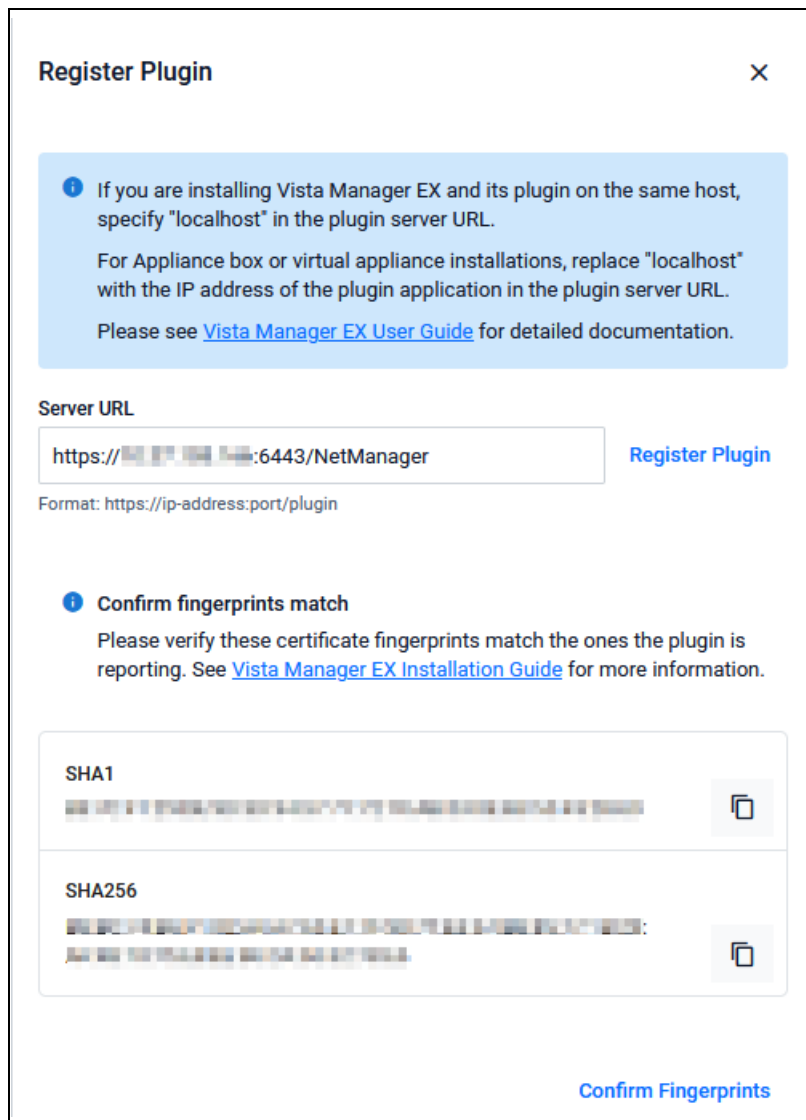 Register Plugin
If you are installing Vista Manager EX and its plugin on the same host,
specify "localhost" in the plugin server URL.
For Appliance box or virtual appliance installations, replace "localhost"
with the IP address of the plugin application in the plugin server URL.
Please see Vista Manager EX User Guide for detailed documentation.
Server URL
https:// :6443/NetManager
Register Plugin
Format: https://ip-address:port/plugin
Confirm fingerprints match
Please verify these certificate fingerprints match the ones the plugin is
reporting. See Vista Manager EX Installation Guide for more information.
SHA1
SHA256
Confirm Fingerprints